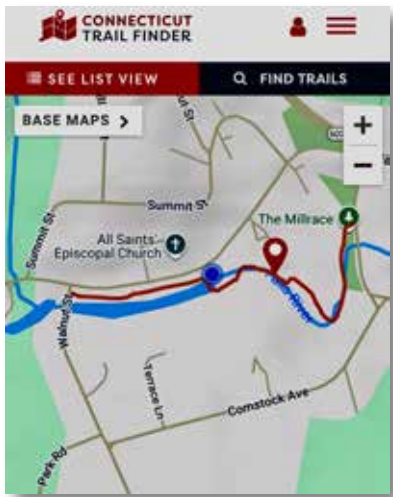 CONNECTICUT
TRAIL FINDER
SEE LIST VIEW
FIND TRAILS
BASE MAPS >
+
−
Summit St
The Millrace
All Saints'
Episcopal Church
Summit St
River
Walnut St
Terrace Ln
Comstock Ave
Park Rd